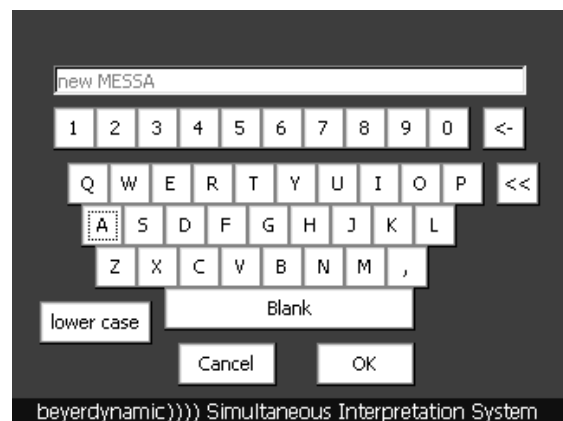 new MESSA
1 2 3 4 5 6 7 8 9 0 <-
Q W E R T Y U I O P <<
A S D F G H J K L
Z X C V B N M ,
Blank
lower case
Cancel OK
beyerdynamic)))) Simultaneous Interpretation System